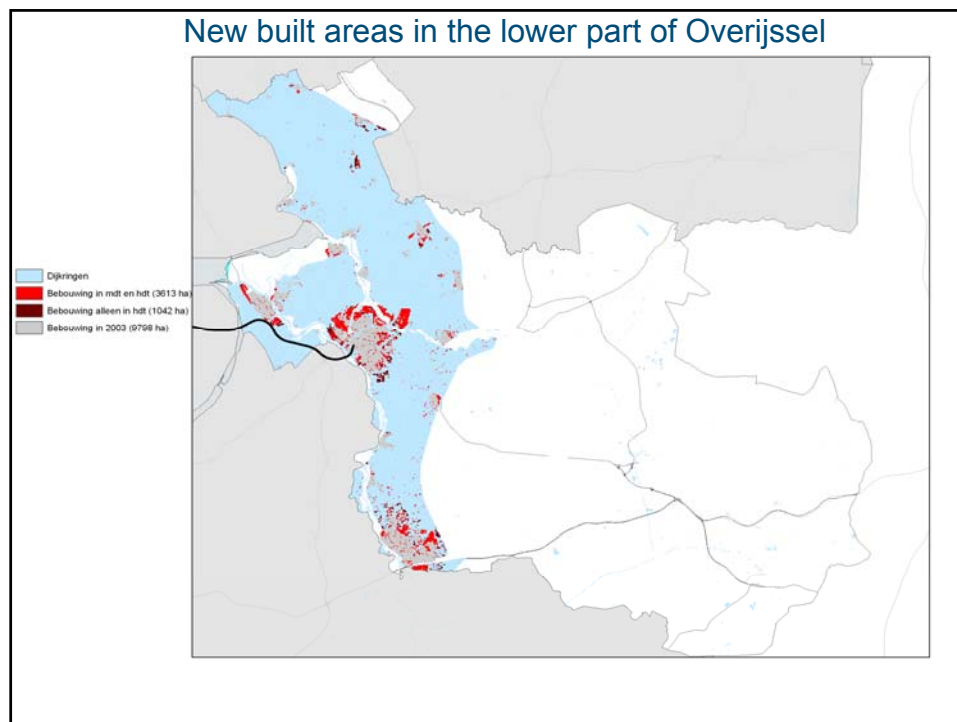 New built areas in the lower part of Overijssel
Dijkringen
Bebouwing in mdt en hdt (3613 ha)
Bebouwing alleen in hdt (1042 ha)
Bebouwing in 2003 (9798 ha)